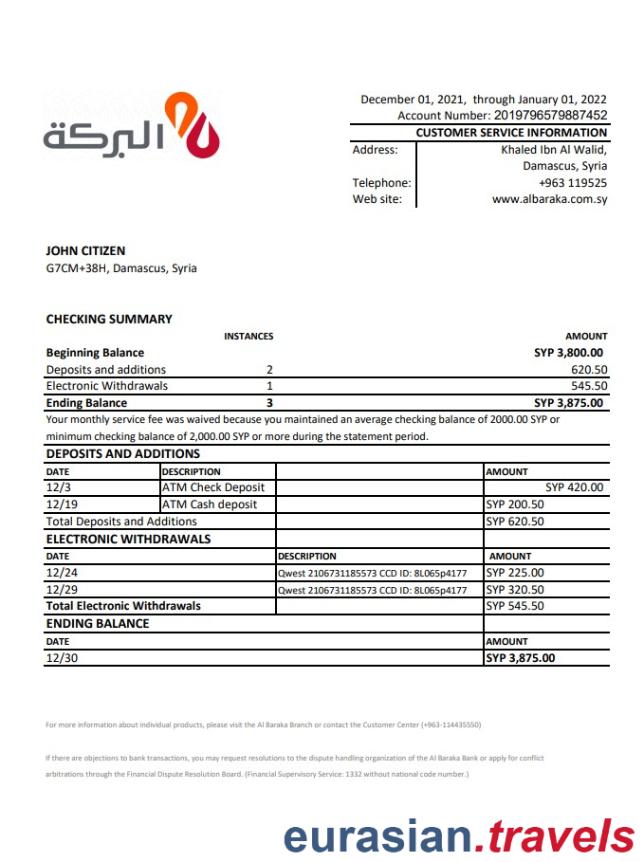 البركة
December 01, 2021, through January 01, 2022
Account Number: 2019796579887452
CUSTOMER SERVICE INFORMATION
Address: Khaled Ibn Al Walid,
Damascus, Syria
Telephone: +963 119525
Web site: www.albaraka.com.sy
JOHN CITIZEN
G7CM+38H, Damascus, Syria
CHECKING SUMMARY
INSTANCES AMOUNT
Beginning Balance SYP 3,800.00
Deposits and additions 2 620.50
Electronic Withdrawals 1 545.50
Ending Balance 3 SYP 3,875.00
Your monthly service fee was waived because you maintained an average checking balance of 2000.00 SYP or
minimum checking balance of 2,000.00 SYP or more during the statement period.
DEPOSITS AND ADDITIONS
DATE DESCRIPTION AMOUNT
12/3 ATM Check Deposit SYP 420.00
12/19 ATM Cash deposit SYP 200.50
Total Deposits and Additions SYP 620.50
ELECTRONIC WITHDRAWALS
DATE DESCRIPTION AMOUNT
12/24 Qwest 2106731185573 CCD ID: 8L065p4177 SYP 225.00
12/29 Qwest 2106731185573 CCD ID: 8L065p4177 SYP 320.50
Total Electronic Withdrawals SYP 545.50
ENDING BALANCE
DATE AMOUNT
12/30 SYP 3,875.00
For more information about individual products, please visit the Al Baraka Branch or contact the Customer Center (+963-114435550)
If there are objections to bank transactions, you may request resolutions to the dispute handling organization of the Al Baraka Bank or apply for conflict
arbitrations through the Financial Dispute Resolution Board. (Financial Supervisory Service: 1332 without national code number.)
eurasian.travels